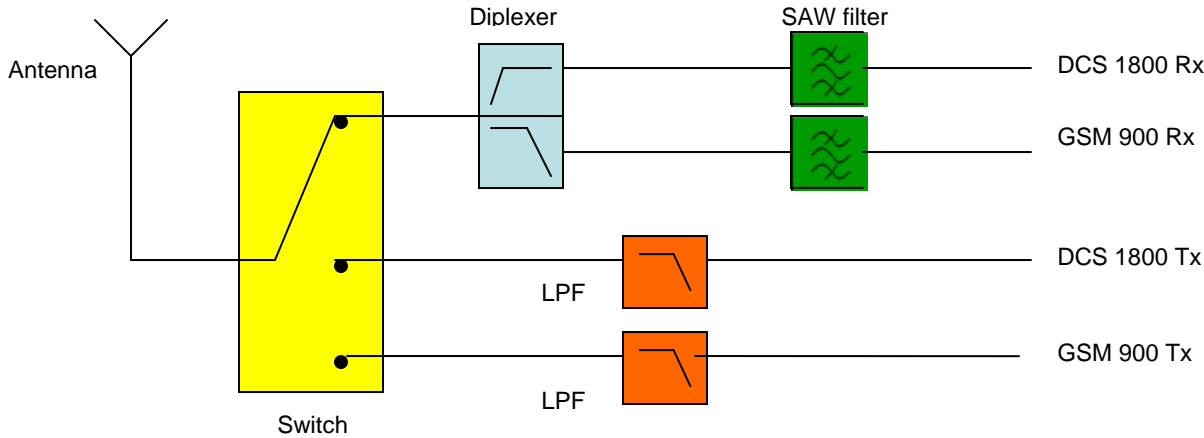 Diplexer
SAW filter
Antenna
DCS 1800 Rx
GSM 900 Rx
DCS 1800 Tx
LPF
GSM 900 Tx
LPF
Switch